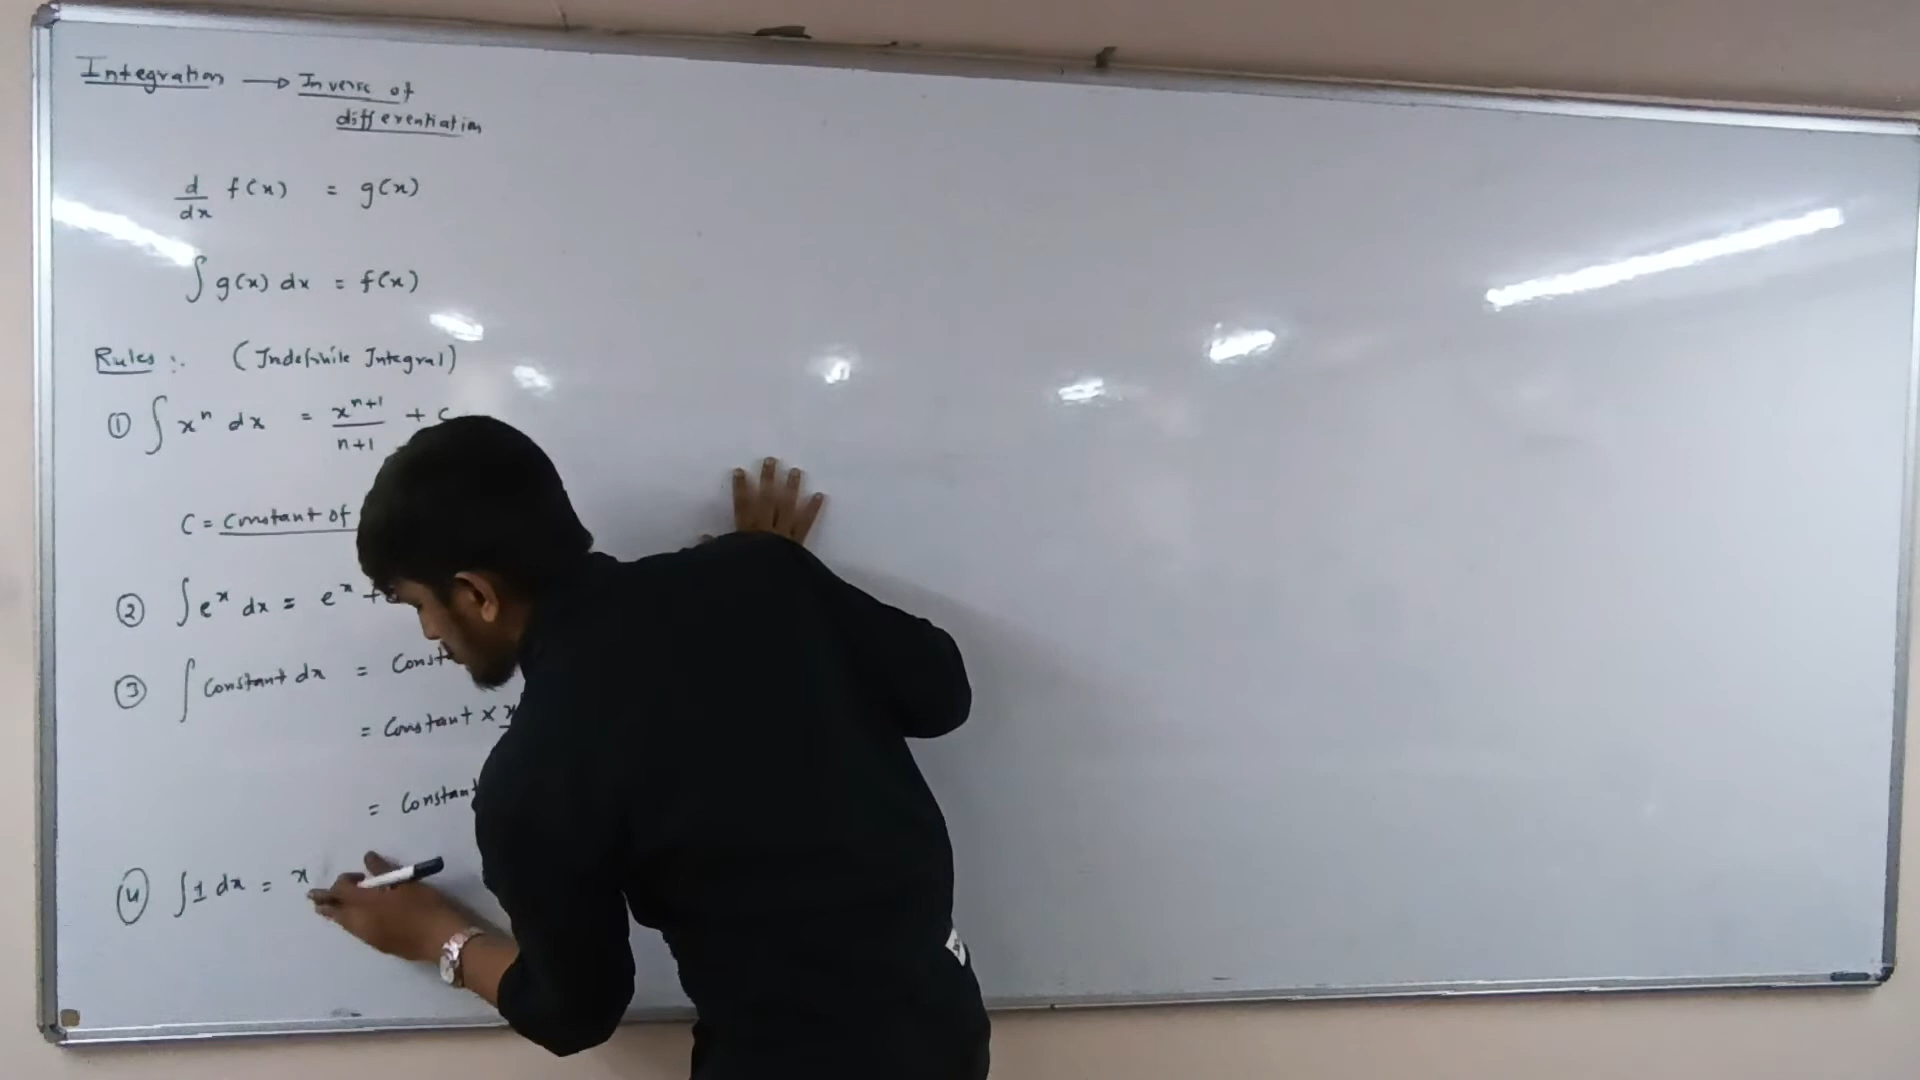 Integration → Inverse of
differentiation
d/dx f(x) = g(x)
∫ g(x) dx = f(x)
Rules :. (Indefinite Integral)
① ∫ xⁿ dx = xⁿ⁺¹/n+1 + c
C = Constant of
② ∫ eˣ dx = eˣ +
③ ∫ Constant dx =
= Constant × x
= Constant
④ ∫ 1 dx = x